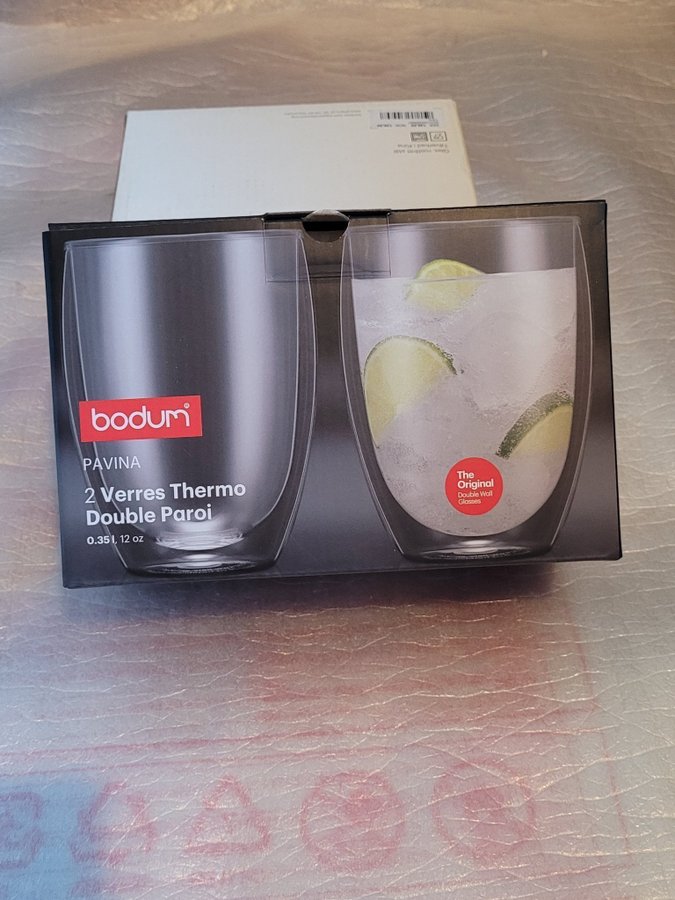 bodum®
PAVINA
2 Verres Thermo
Double Paroi
0.35 l, 12 oz
The
Original
Double Wall
Glasses